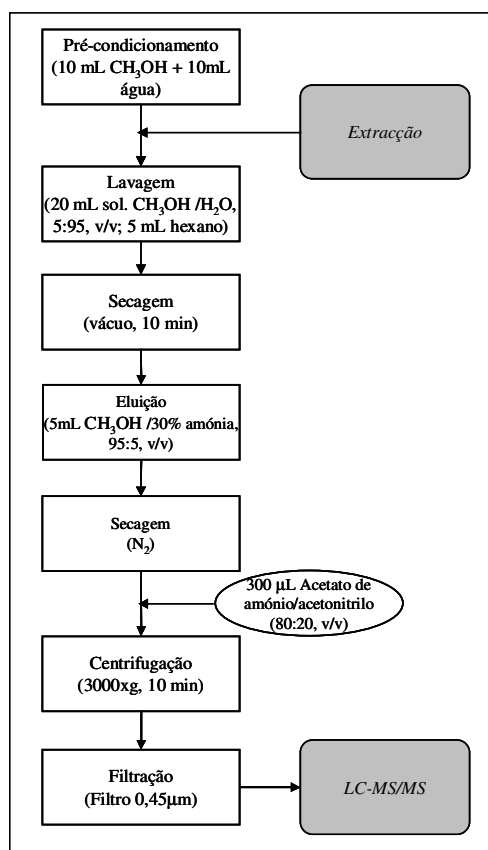 Pré-condicionamento
(10 mL CH₃OH + 10mL
água)
Extracção
Lavagem
(20 mL sol. CH₃OH /H₂O,
5:95, v/v; 5 mL hexano)
Secagem
(vácuo, 10 min)
Eluição
(5mL CH₃OH /30% amónia,
95:5, v/v)
Secagem
(N₂)
300 µL Acetato de
amónio/acetonitrilo
(80:20, v/v)
Centrifugação
(3000xg, 10 min)
Filtração
(Filtro 0,45µm)
LC-MS/MS